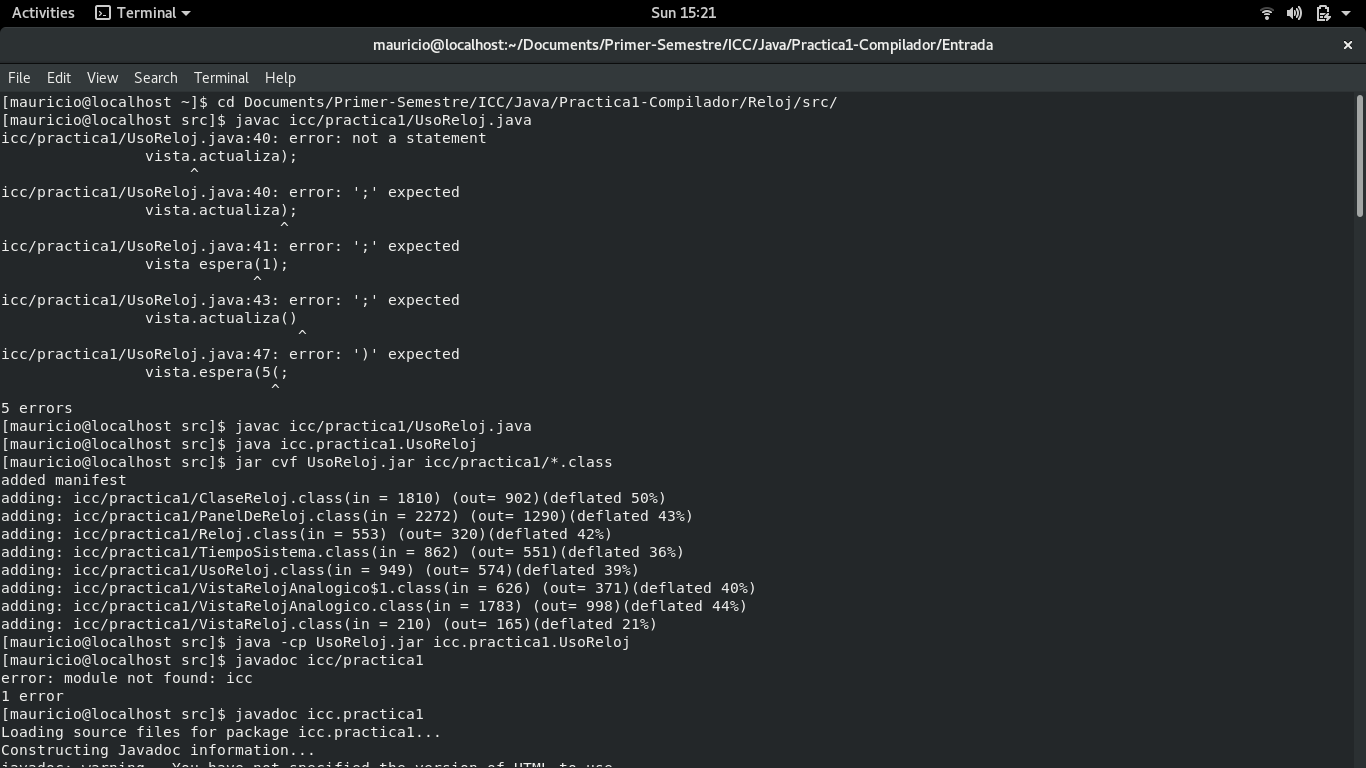 Activities Terminal Sun 15:21
mauricio@localhost:~/Documents/Primer-Semestre/ICC/Java/Practica1-Compilador/Entrada ×
File Edit View Search Terminal Help
[mauricio@localhost ~]$ cd Documents/Primer-Semestre/ICC/Java/Practica1-Compilador/Reloj/src/
[mauricio@localhost src]$ javac icc/practica1/UsoReloj.java
icc/practica1/UsoReloj.java:40: error: not a statement
                vista.actualiza);
                     ^
icc/practica1/UsoReloj.java:40: error: ';' expected
                vista.actualiza);
                               ^
icc/practica1/UsoReloj.java:41: error: ';' expected
                vista espera(1);
                            ^
icc/practica1/UsoReloj.java:43: error: ';' expected
                vista.actualiza()
                                 ^
icc/practica1/UsoReloj.java:47: error: ')' expected
                vista.espera(5(;
                              ^
5 errors
[mauricio@localhost src]$ javac icc/practica1/UsoReloj.java
[mauricio@localhost src]$ java icc.practica1.UsoReloj
[mauricio@localhost src]$ jar cvf UsoReloj.jar icc/practica1/*.class
added manifest
adding: icc/practica1/ClaseReloj.class(in = 1810) (out= 902)(deflated 50%)
adding: icc/practica1/PanelDeReloj.class(in = 2272) (out= 1290)(deflated 43%)
adding: icc/practica1/Reloj.class(in = 553) (out= 320)(deflated 42%)
adding: icc/practica1/TiempoSistema.class(in = 862) (out= 551)(deflated 36%)
adding: icc/practica1/UsoReloj.class(in = 949) (out= 574)(deflated 39%)
adding: icc/practica1/VistaRelojAnalogico$1.class(in = 626) (out= 371)(deflated 40%)
adding: icc/practica1/VistaRelojAnalogico.class(in = 1783) (out= 998)(deflated 44%)
adding: icc/practica1/VistaReloj.class(in = 210) (out= 165)(deflated 21%)
[mauricio@localhost src]$ java -cp UsoReloj.jar icc.practica1.UsoReloj
[mauricio@localhost src]$ javadoc icc/practica1
error: module not found: icc
1 error
[mauricio@localhost src]$ javadoc icc.practica1
Loading source files for package icc.practica1...
Constructing Javadoc information...
javadoc: warning - You have not specified the version of HTML to use.